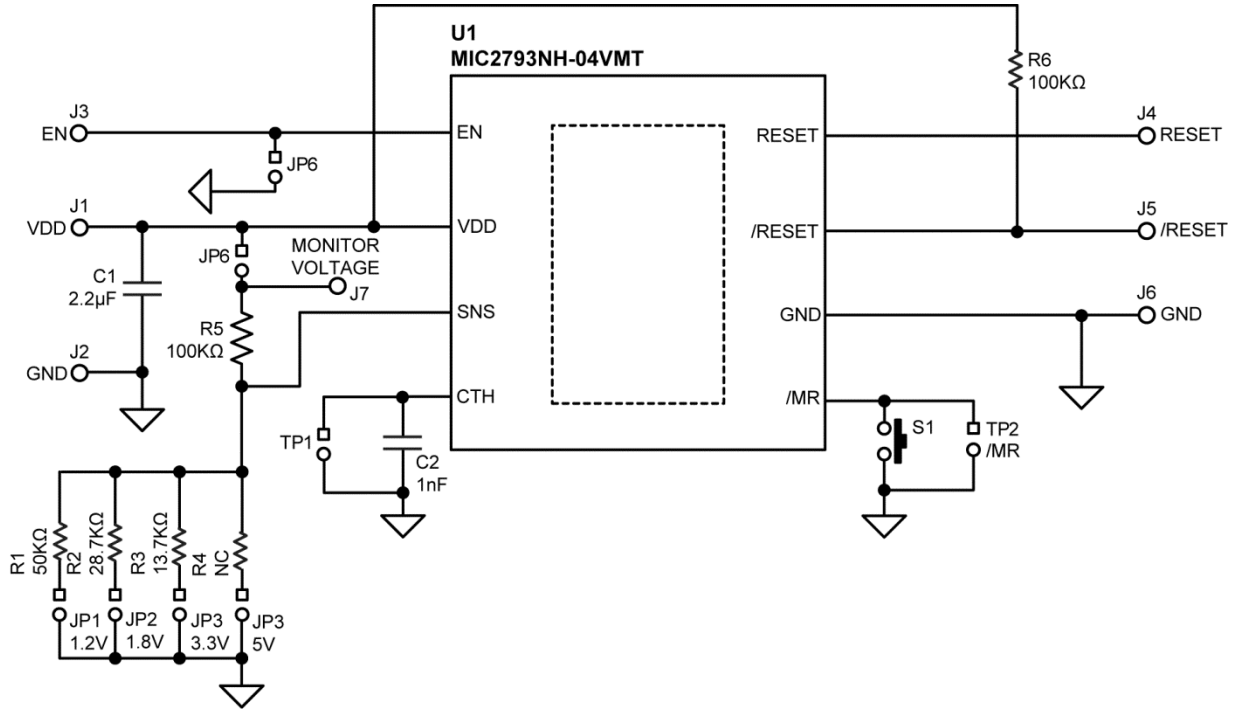 U1
MIC2793NH-04VMT
R6
100KΩ
J3
EN
EN
RESET
J4
RESET
JP6
J1
VDD
VDD
/RESET
J5
/RESET
JP6
MONITOR
VOLTAGE
J7
C1
2.2µF
R5
100KΩ
SNS
GND
J6
GND
J2
GND
CTH
/MR
TP1
C2
1nF
S1
TP2
/MR
R1
50KΩ
R2
28.7KΩ
R3
13.7KΩ
R4
NC
JP1
1.2V
JP2
1.8V
JP3
3.3V
JP3
5V